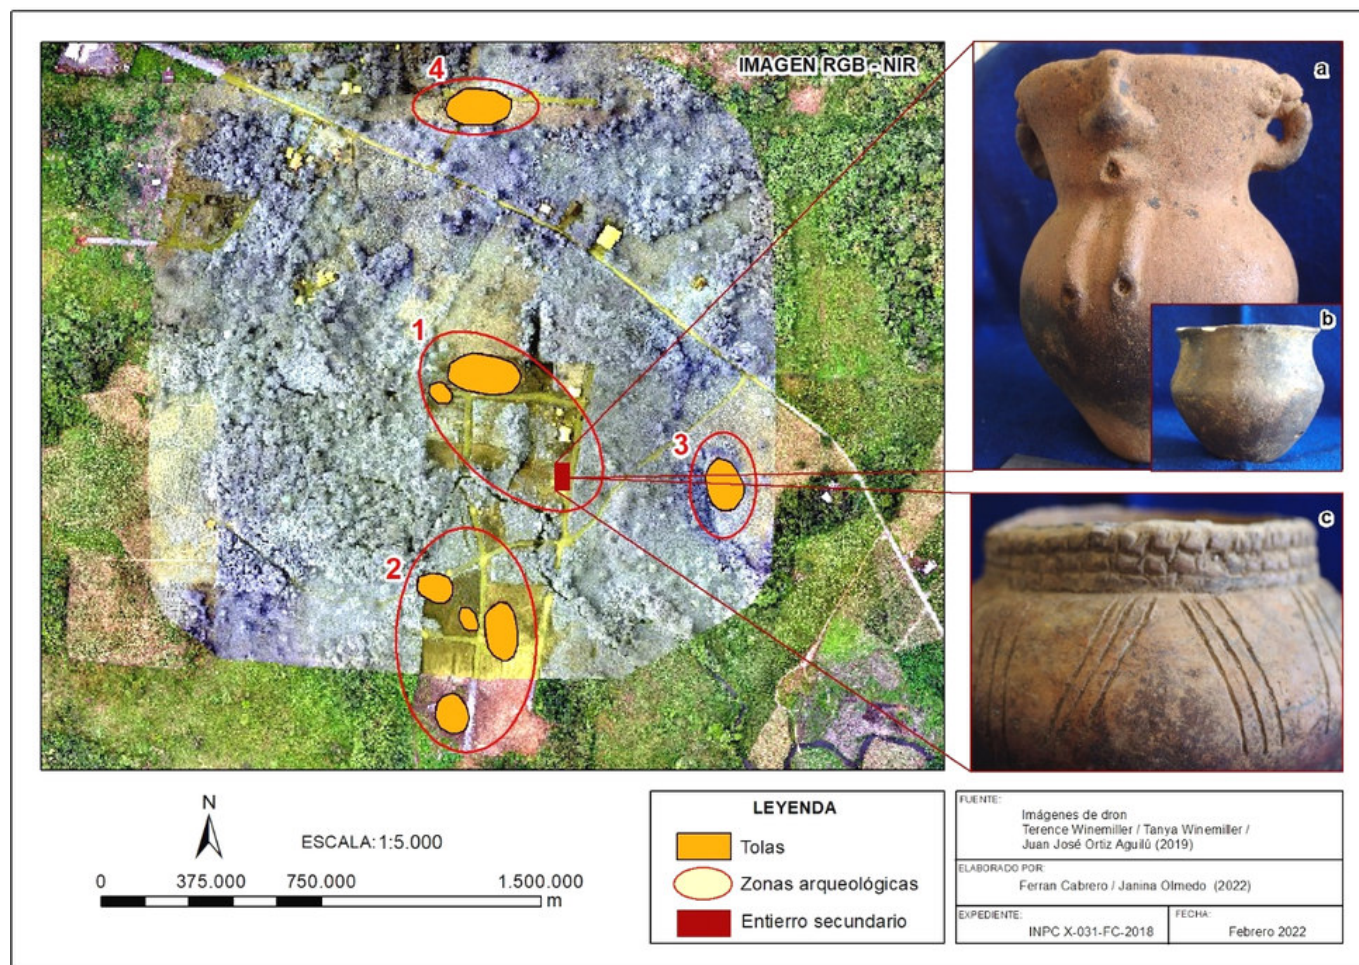 IMAGEN RGB - NIR
4
1
3
2
a
b
c
N
ESCALA: 1:5.000
0 375.000 750.000 1.500.000
m
LEYENDA
Tolas
Zonas arqueológicas
Entierro secundario
FUENTE:
Imágenes de dron
Terence Winemiller / Tanya Winemiller /
Juan José Ortiz Aguilú (2019)
ELABORADO POR:
Ferran Cabrero / Janina Olmedo (2022)
EXPEDIENTE:
INPC X-031-FC-2018
FECHA:
Febrero 2022